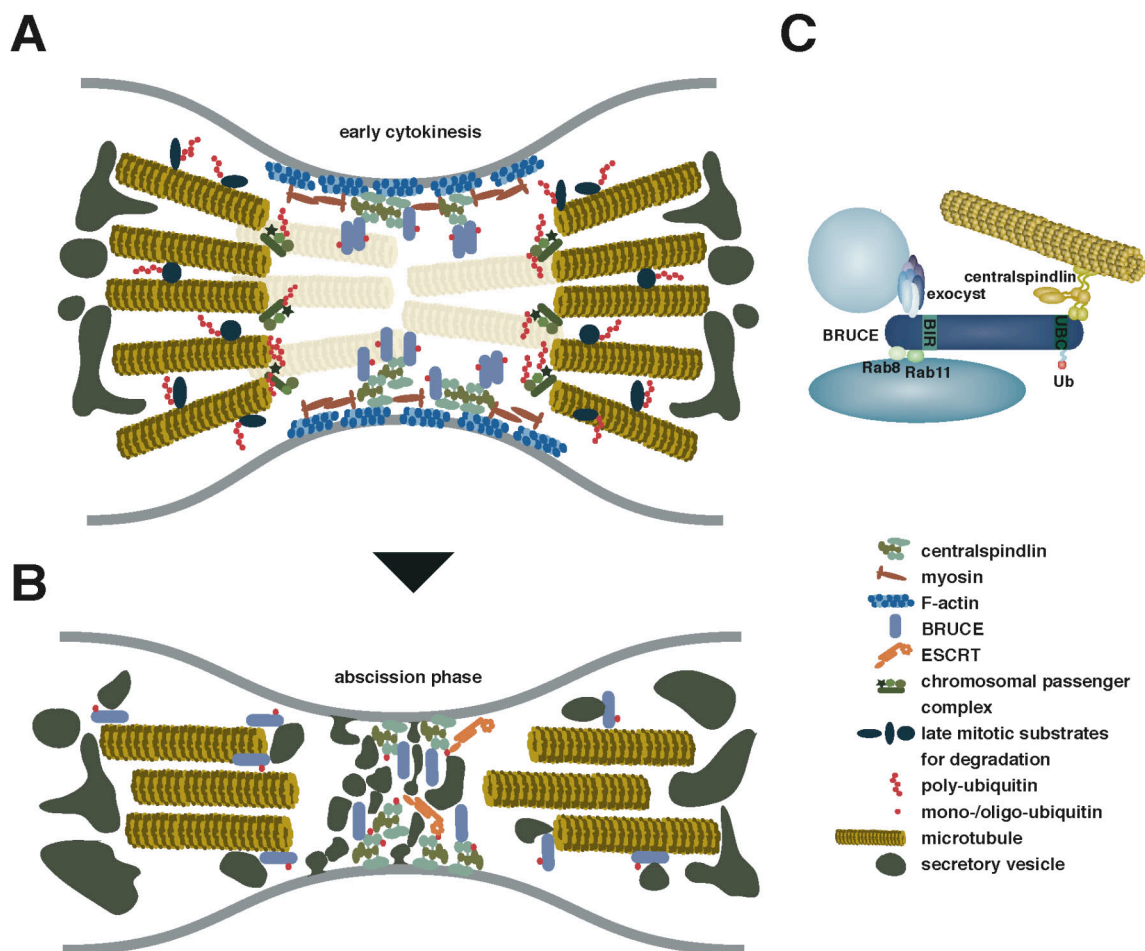 A
early cytokinesis
B
abscission phase
C
centralspindlin
exocyst
BRUCE
BIR
UBC
Rab8
Rab11
Ub
centralspindlin
myosin
F-actin
BRUCE
ESCRT
chromosomal passenger
complex
late mitotic substrates
for degradation
poly-ubiquitin
mono-/oligo-ubiquitin
microtubule
secretory vesicle